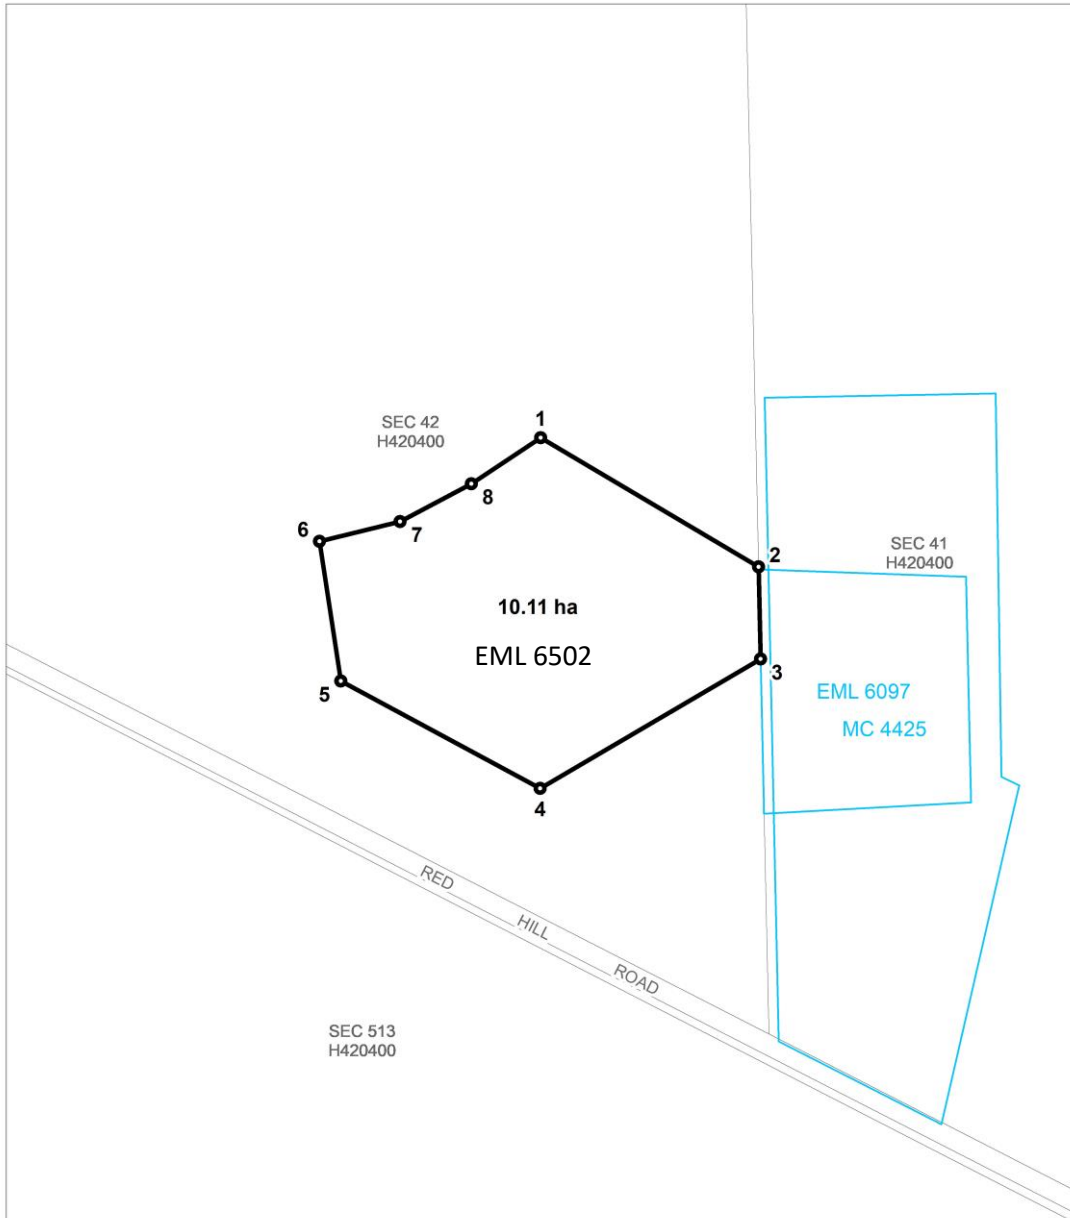 1
SEC 42
H420400
8
7
6
2
SEC 41
H420400
10.11 ha
EML 6502
3
5
EML 6097
MC 4425
4
RED HILL ROAD
SEC 513
H420400